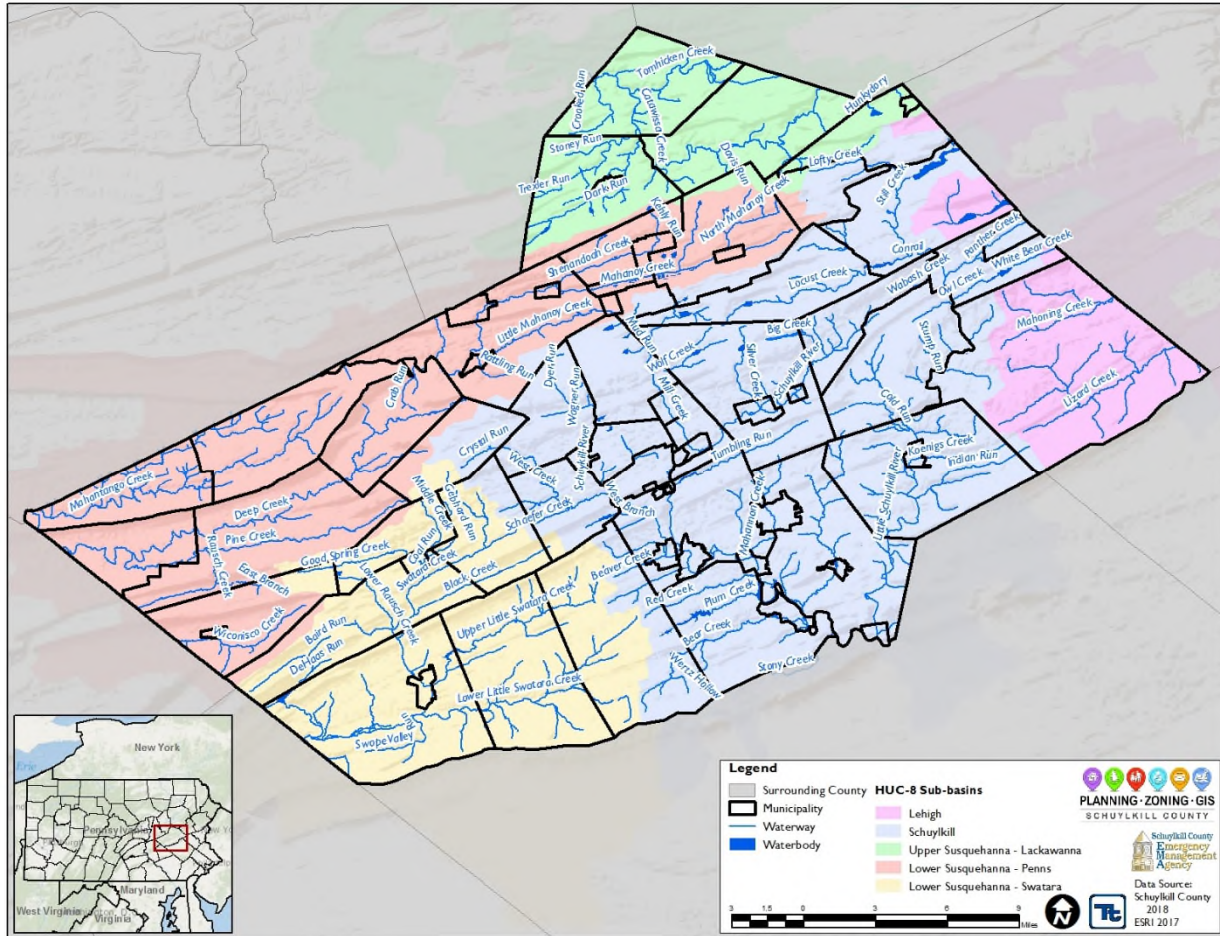 Tomhicken Creek
Crooked Run
Catawissa Creek
Hunkydory
Stoney Run
Davis Run
Lofty Creek
Trexler Run
Dark Run
Still Creek
Kehly Run
North Mahanoy Creek
Shenandoah Creek
Mahanoy Creek
Conrail
Panther Creek
White Bear Creek
Locust Creek
Wabash Creek
Owl Creek
Little Mahanoy Creek
Mud Run
Big Creek
Mahoning Creek
Rattling Run
Dyer Run
Wolf Creek
Silver Creek
Schuylkill River
Stump Run
Crab Run
Wagner Run
Mill Creek
Lizard Creek
Cold Run
Crystal Run
Tumbling Run
Koenigs Creek
Indian Run
Mahantango Creek
West Creek
Schuylkill River
Deep Creek
Middle Creek
Gebhard Run
West Branch
Little Schuylkill River
Pine Creek
Schaefer Creek
Mahannon Creek
Rausch Creek
East Branch
Good Spring Creek
Coal Run
Swatara Creek
Black Creek
Beaver Creek
Lower Rausch Creek
Red Creek
Plum Creek
Wiconisco Creek
Baird Run
Upper Little Swatara Creek
Bear Creek
DeHaas Run
Wertz Hollow
Stony Creek
Lower Little Swatara Creek
Run
Swope Valley
New York
Erie
Pennsylvania
Maryland
West Virginia
Virginia
Legend
Surrounding County
Municipality
Waterway
Waterbody
HUC-8 Sub-basins
Lehigh
Schuylkill
Upper Susquehanna - Lackawanna
Lower Susquehanna - Penns
Lower Susquehanna - Swatara
PLANNING·ZONING·GIS
SCHUYLKILL COUNTY
Schuylkill County
Emergency
Management
Agency
Data Source:
Schuylkill County
2018
ESRI 2017
3 1.5 0 3 6 9
Miles
N
Tt